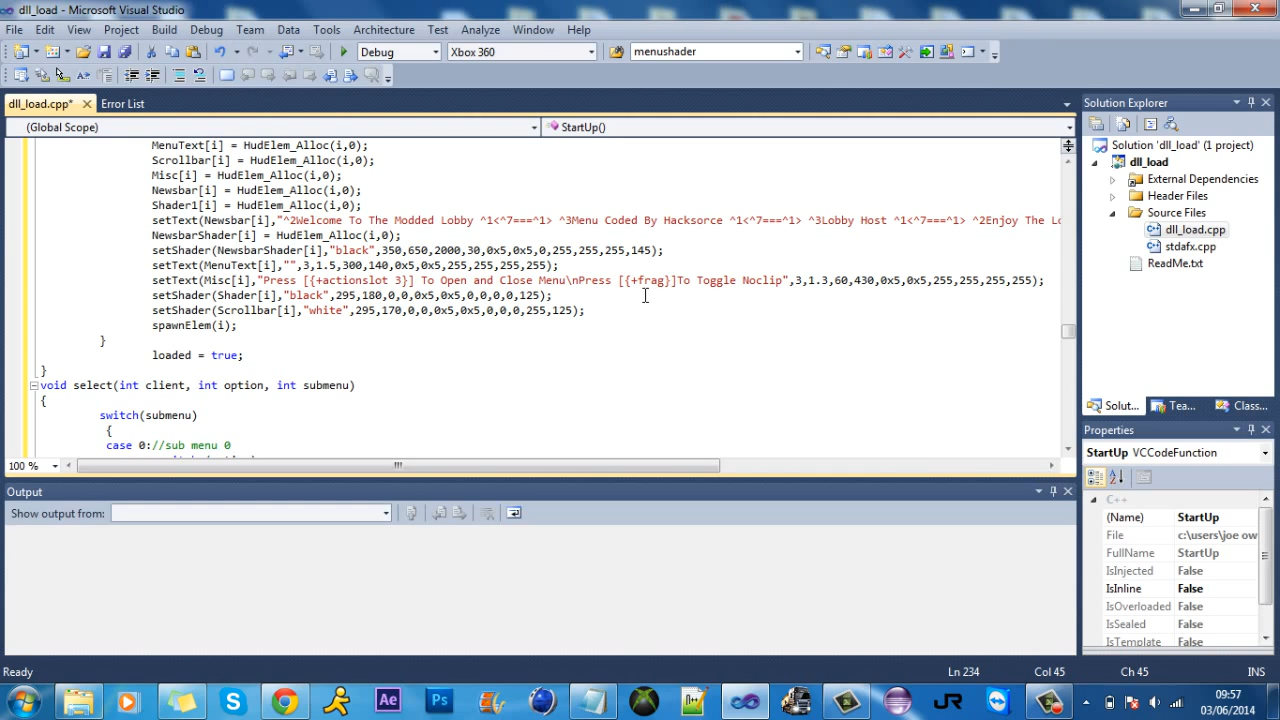 dll_load - Microsoft Visual Studio
File Edit View Project Build Debug Team Data Tools Architecture Test Analyze Window Help
Debug Xbox 360 menushader
dll_load.cpp* Error List
(Global Scope) StartUp()
MenuText[i] = HudElem_Alloc(i,0);
Scrollbar[i] = HudElem_Alloc(i,0);
Misc[i] = HudElem_Alloc(i,0);
Newsbar[i] = HudElem_Alloc(i,0);
Shader1[i] = HudElem_Alloc(i,0);
setText(Newsbar[i],"^2Welcome To The Modded Lobby ^1<^7===^1> ^3Menu Coded By Hacksorce ^1<^7===^1> ^3Lobby Host ^1<^7===^1> ^2Enjoy The Lo
NewsbarShader[i] = HudElem_Alloc(i,0);
setShader(NewsbarShader[i],"black",350,650,2000,30,0x5,0x5,0,255,255,255,145);
setText(MenuText[i],"",3,1.5,300,140,0x5,0x5,255,255,255,255);
setText(Misc[i],"Press [{+actionslot 3}] To Open and Close Menu\nPress [{+frag}]To Toggle Noclip",3,1.3,60,430,0x5,0x5,255,255,255,255);
setShader(Shader[i],"black",295,180,0,0,0x5,0x5,0,0,0,0,125);
setShader(Scrollbar[i],"white",295,170,0,0,0x5,0x5,0,0,0,255,125);
spawnElem(i);
}
loaded = true;
}
void select(int client, int option, int submenu)
{
switch(submenu)
{
case 0://sub menu 0
100 %
Output
Show output from:
Solution Explorer
Solution 'dll_load' (1 project)
dll_load
External Dependencies
Header Files
Source Files
dll_load.cpp
stdafx.cpp
ReadMe.txt
Solut... Tea... Class...
Properties
StartUp VCCodeFunction
C++
(Name) StartUp
File c:\users\joe ow
FullName StartUp
IsInjected False
IsInline False
IsOverloaded False
IsSealed False
IsTemplate False
Ready Ln 234 Col 45 Ch 45 INS
Ae Ps n++ JR
09:57
03/06/2014